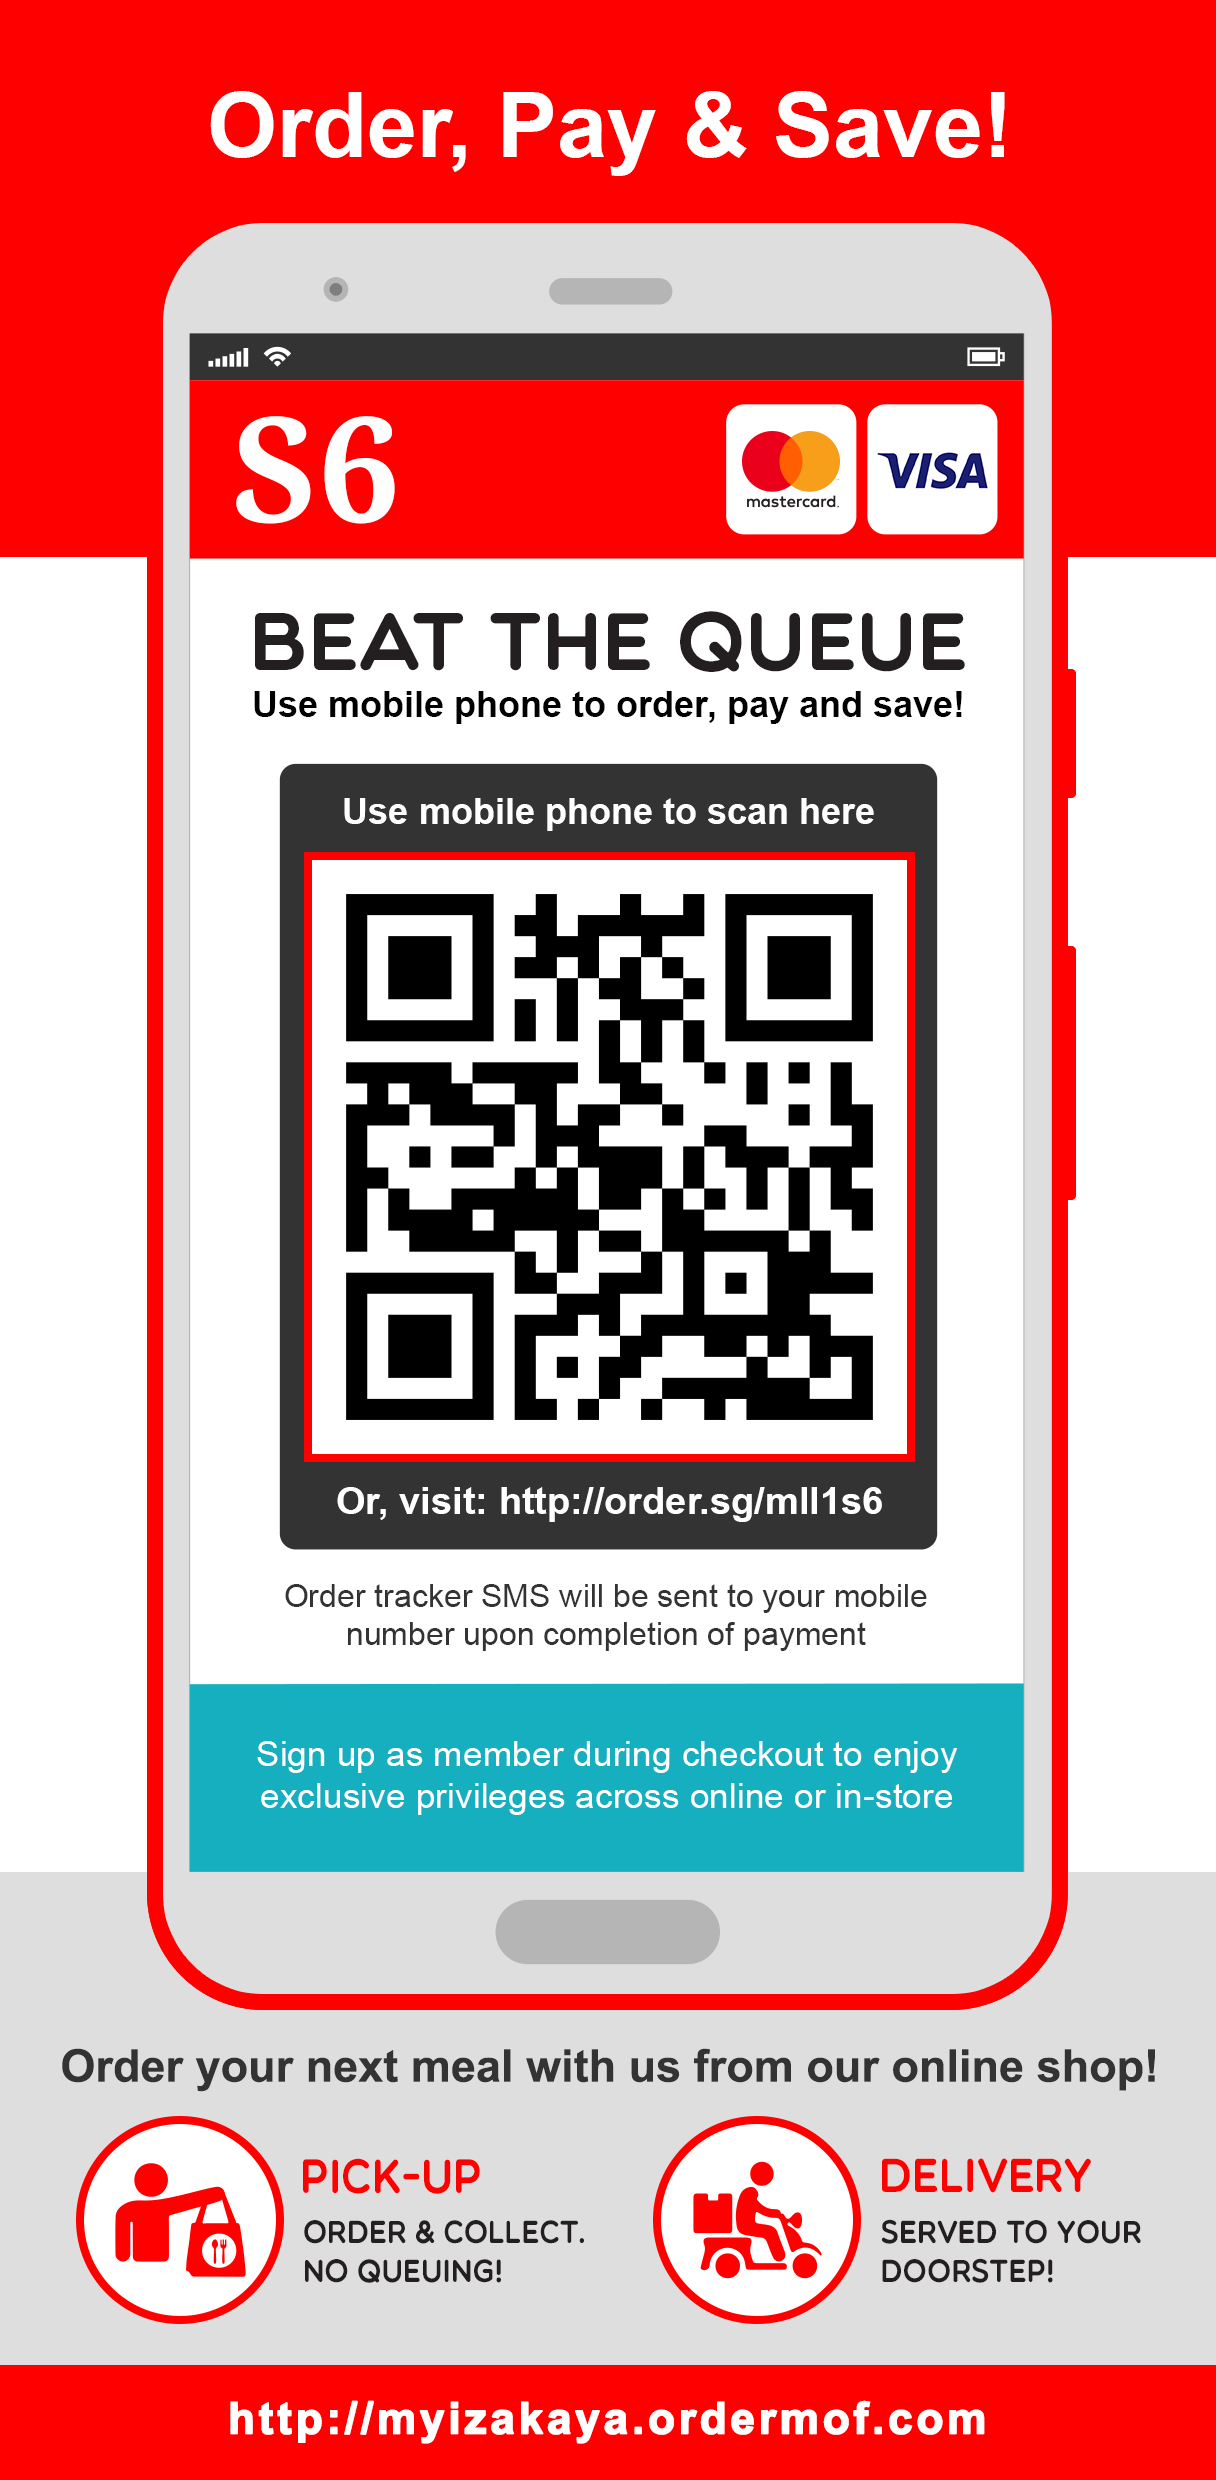 Order, Pay & Save!
S6
mastercard.
VISA
BEAT THE QUEUE
Use mobile phone to order, pay and save!
Use mobile phone to scan here
Or, visit: http://order.sg/mll1s6
Order tracker SMS will be sent to your mobile
number upon completion of payment
Sign up as member during checkout to enjoy
exclusive privileges across online or in-store
Order your next meal with us from our online shop!
PICK-UP
ORDER & COLLECT.
NO QUEUING!
DELIVERY
SERVED TO YOUR
DOORSTEP!
http://myizakaya.ordermof.com